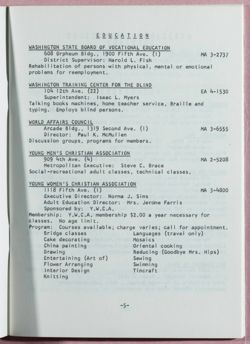 EDUCATION
WASHINGTON STATE BOARD OF VOCATIONAL EDUCATION
608 Orpheum Bldg., 1900 Fifth Ave. (1) MA 3-2737
District Supervisor: Harold L. Fish
Rehabilitation of persons with physical, mental or emotional
problems for reemployment.
WASHINGTON TRAINING CENTER FOR THE BLIND
104 12th Ave. (22) EA 4-1530
Superintendent: Isaac L. Myers
Talking books machines, home teacher service, Braille and
typing. Employs blind persons.
WORLD AFFAIRS COUNCIL
Arcade Bldg., 1319 Second Ave. (1) MA 3-6555
Director: Paul K. McMullen
Discussion groups, programs for members.
YOUNG MEN'S CHRISTIAN ASSOCIATION
909 4th Ave. (4) MA 2-5208
Metropolitan Executive: Steve C. Brace
Social-recreational adult classes, technical classes.
YOUNG WOMEN'S CHRISTIAN ASSOCIATION
1118 Fifth Ave. (1) MA 3-4800
Executive Director: Norma J. Sims
Adult Education Director: Mrs. Jerome Farris
Sponsored by: Y.W.C.A.
Membership: Y.W.C.A. membership $2.00 a year necessary for
classes. No age limit.
Program: Courses available; charge varies; call for appointment.
Bridge classes Languages (travel only)
Cake decorating Mosaics
China painting Oriental cooking
Drawing Reducing (Goodbye Mrs. Hips)
Entertaining (Art of) Sewing
Flower Arranging Swimming
Interior Design Tincraft
Knitting
-5-